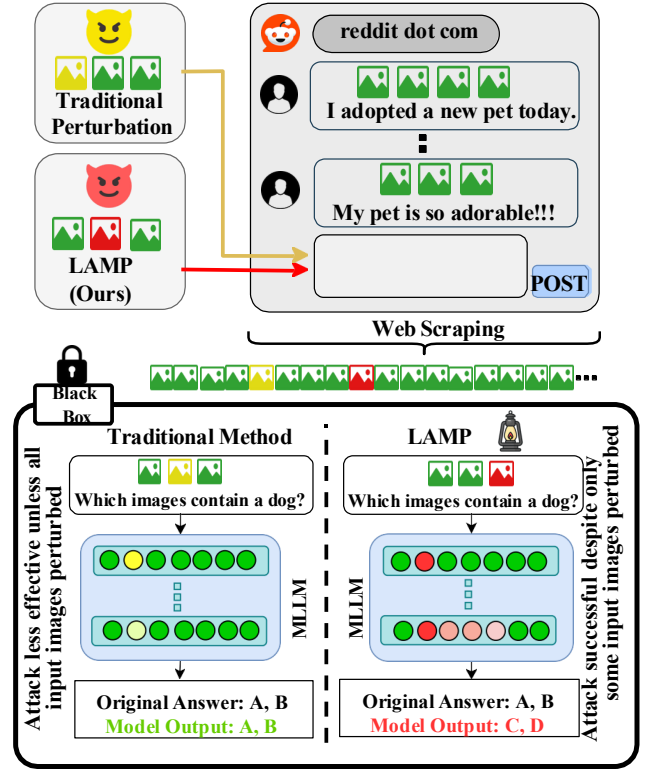 Traditional
Perturbation
LAMP
(Ours)
reddit dot com
I adopted a new pet today.
My pet is so adorable!!!
POST
Web Scraping
Black
Box
Attack less effective unless all
input images perturbed
Traditional Method
Which images contain a dog?
MLLM
Original Answer: A, B
Model Output: A, B
LAMP
Which images contain a dog?
MLLM
Original Answer: A, B
Model Output: C, D
Attack successful despite only
some input images perturbed